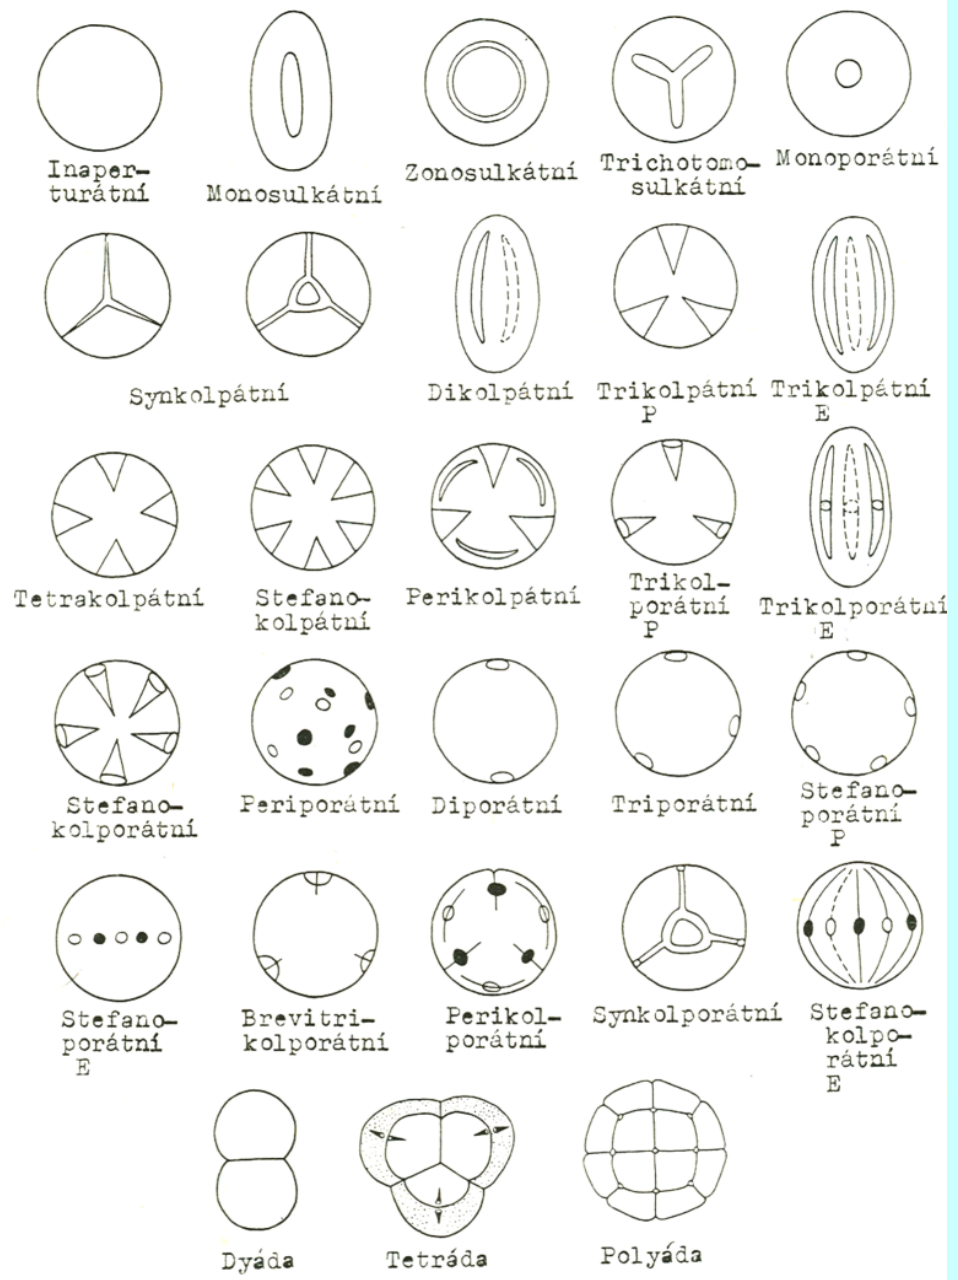 Inaper-
turátní
Monosulkátní
Zonosulkátní
Trichotomo-
sulkátní
Monoporátní
Synkolpátní
Dikolpátní
Trikolpátní
P
Trikolpátní
E
Tetrakolpátní
Stefano-
kolpátní
Perikolpátní
Trikol-
porátní
P
Trikolporátní
E
Stefano-
kolporátní
Periporátní
Diporátní
Triporátní
Stefano-
porátní
P
Stefano-
porátní
E
Brevitri-
kolporátní
Perikol-
porátní
Synkolporátní
Stefano-
kolpo-
rátní
E
Dyáda
Tetráda
Polyáda